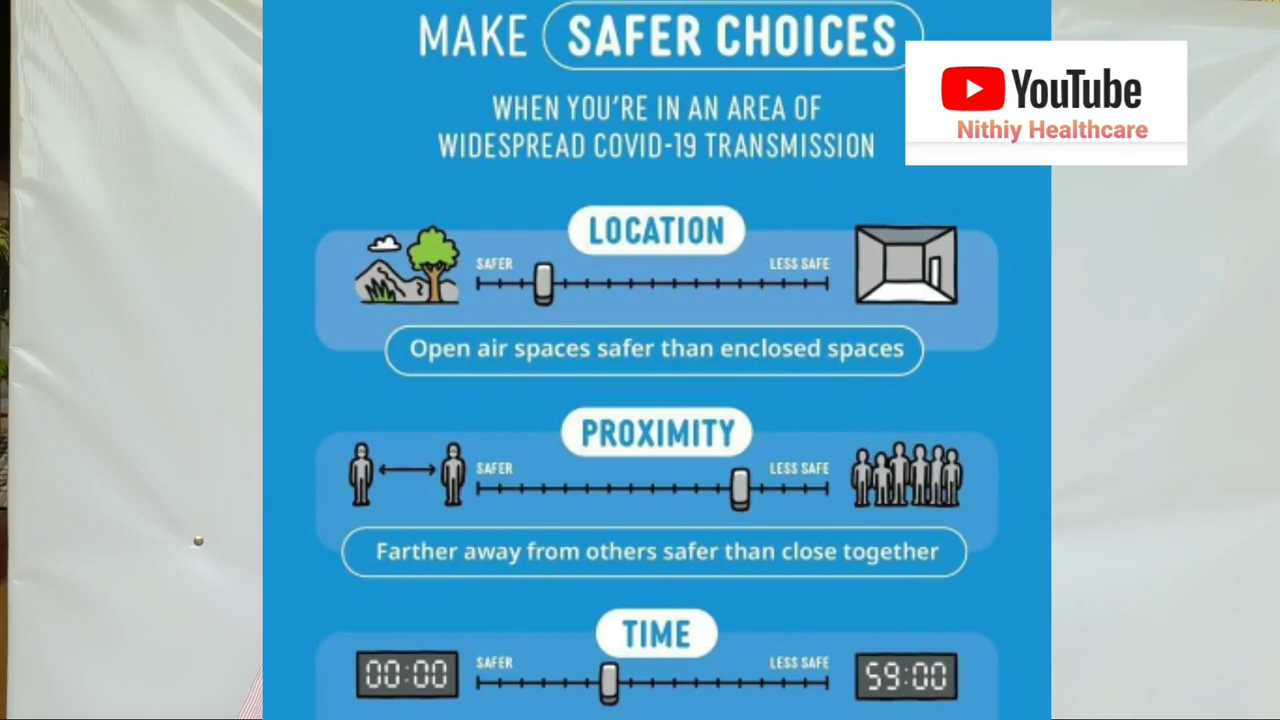 MAKE SAFER CHOICES
WHEN YOU'RE IN AN AREA OF
WIDESPREAD COVID-19 TRANSMISSION
YouTube
Nithiy Healthcare
LOCATION
SAFER
LESS SAFE
Open air spaces safer than enclosed spaces
PROXIMITY
SAFER
LESS SAFE
Farther away from others safer than close together
TIME
00:00
SAFER
LESS SAFE
59:00